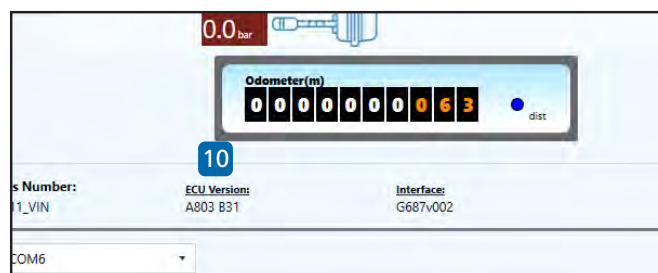 0.0 bar
Odometer(m)
0 0 0 0 0 0 0 0 6 3
dist
10
s Number:
ECU Version:
Interface:
11_VIN
A803 B31
G687v002
COM6